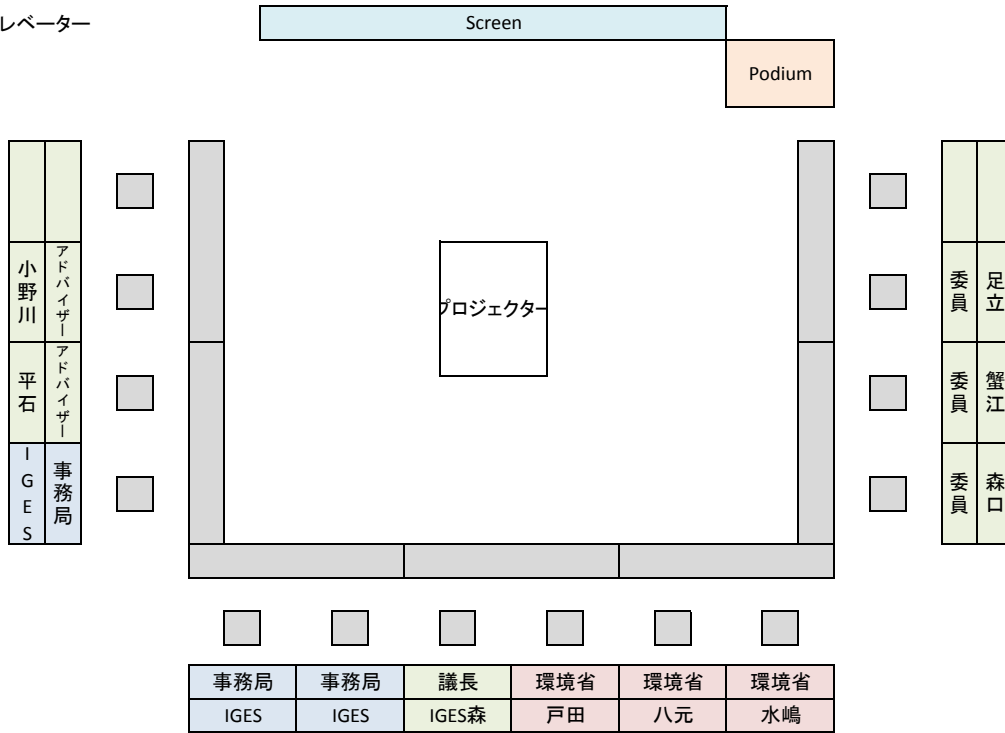 レベーター
Screen
Podium
小野川
アドバイザー
平石
アドバイザー
IGES
事務局
プロジェクター
委員
足立
委員
蟹江
委員
森口
事務局 事務局 議長 環境省 環境省 環境省
IGES IGES IGES森 戸田 八元 水嶋